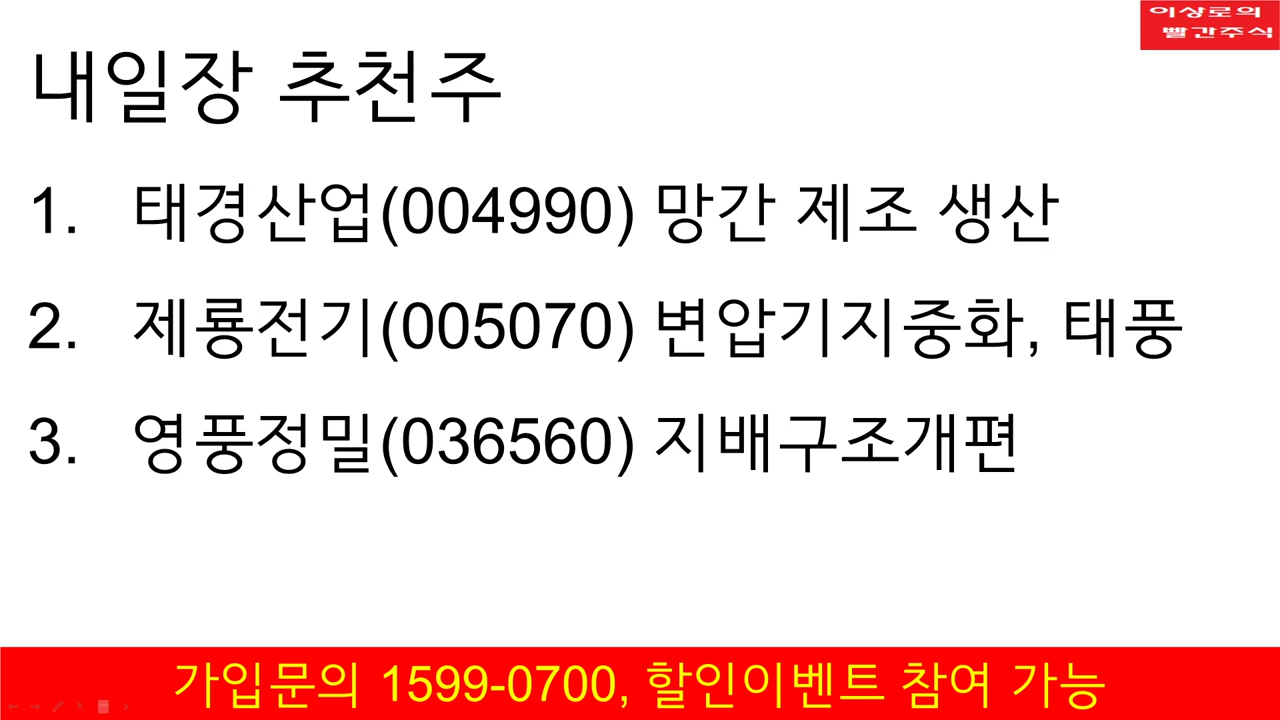 이상로의
빨간주식
내일장 추천주
1. 태경산업(004990) 망간 제조 생산
2. 제룡전기(005070) 변압기지중화, 태풍
3. 영풍정밀(036560) 지배구조개편
가입문의 1599-0700, 할인이벤트 참여 가능